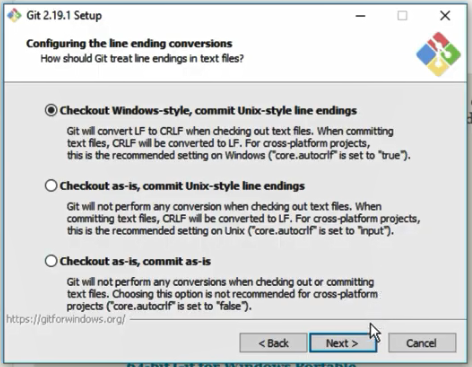 Git 2.19.1 Setup
Configuring the line ending conversions
How should Git treat line endings in text files?
Checkout Windows-style, commit Unix-style line endings
Git will convert LF to CRLF when checking out text files. When committing
text files, CRLF will be converted to LF. For cross-platform projects,
this is the recommended setting on Windows ("core.autocrlf" is set to "true").
Checkout as-is, commit Unix-style line endings
Git will not perform any conversion when checking out text files. When
committing text files, CRLF will be converted to LF. For cross-platform projects,
this is the recommended setting on Unix ("core.autocrlf" is set to "input").
Checkout as-is, commit as-is
Git will not perform any conversions when checking out or committing
text files. Choosing this option is not recommended for cross-platform
projects ("core.autocrlf" is set to "false").
https://gitforwindows.org/
< Back
Next >
Cancel
64-bit Git for Windows Portable